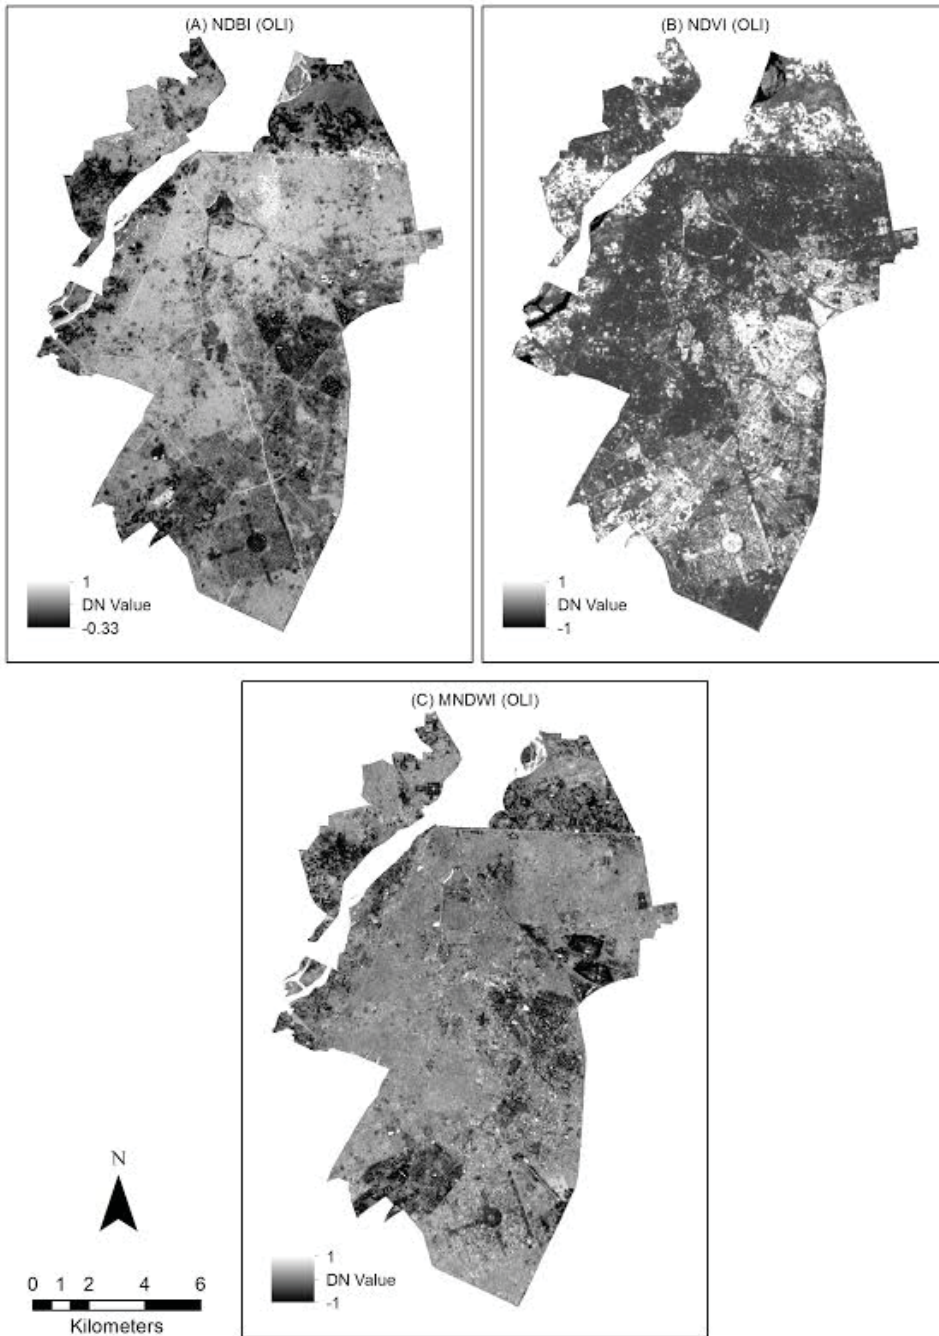 (A) NDBI (OLI)
1
DN Value
-0.33
(B) NDVI (OLI)
1
DN Value
-1
(C) MNDWI (OLI)
1
DN Value
-1
N
0 1 2 4 6
Kilometers